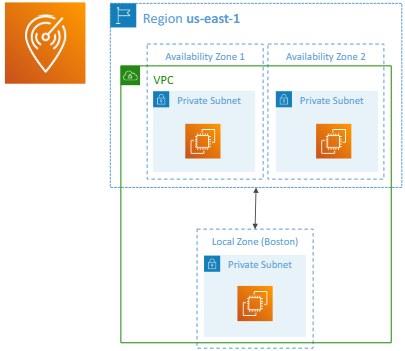 Region us-east-1
Availability Zone 1
Availability Zone 2
VPC
Private Subnet
Private Subnet
Local Zone (Boston)
Private Subnet